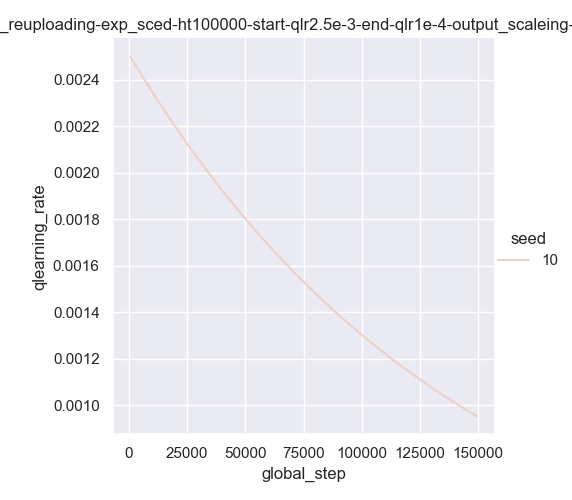 _reuploading-exp_sced-ht100000-start-qlr2.5e-3-end-qlr1e-4-output_scaleing-
0.0024
0.0022
0.0020
0.0018
0.0016
0.0014
0.0012
0.0010
qlearning_rate
0 25000 50000 75000 100000 125000 150000
global_step
seed
10